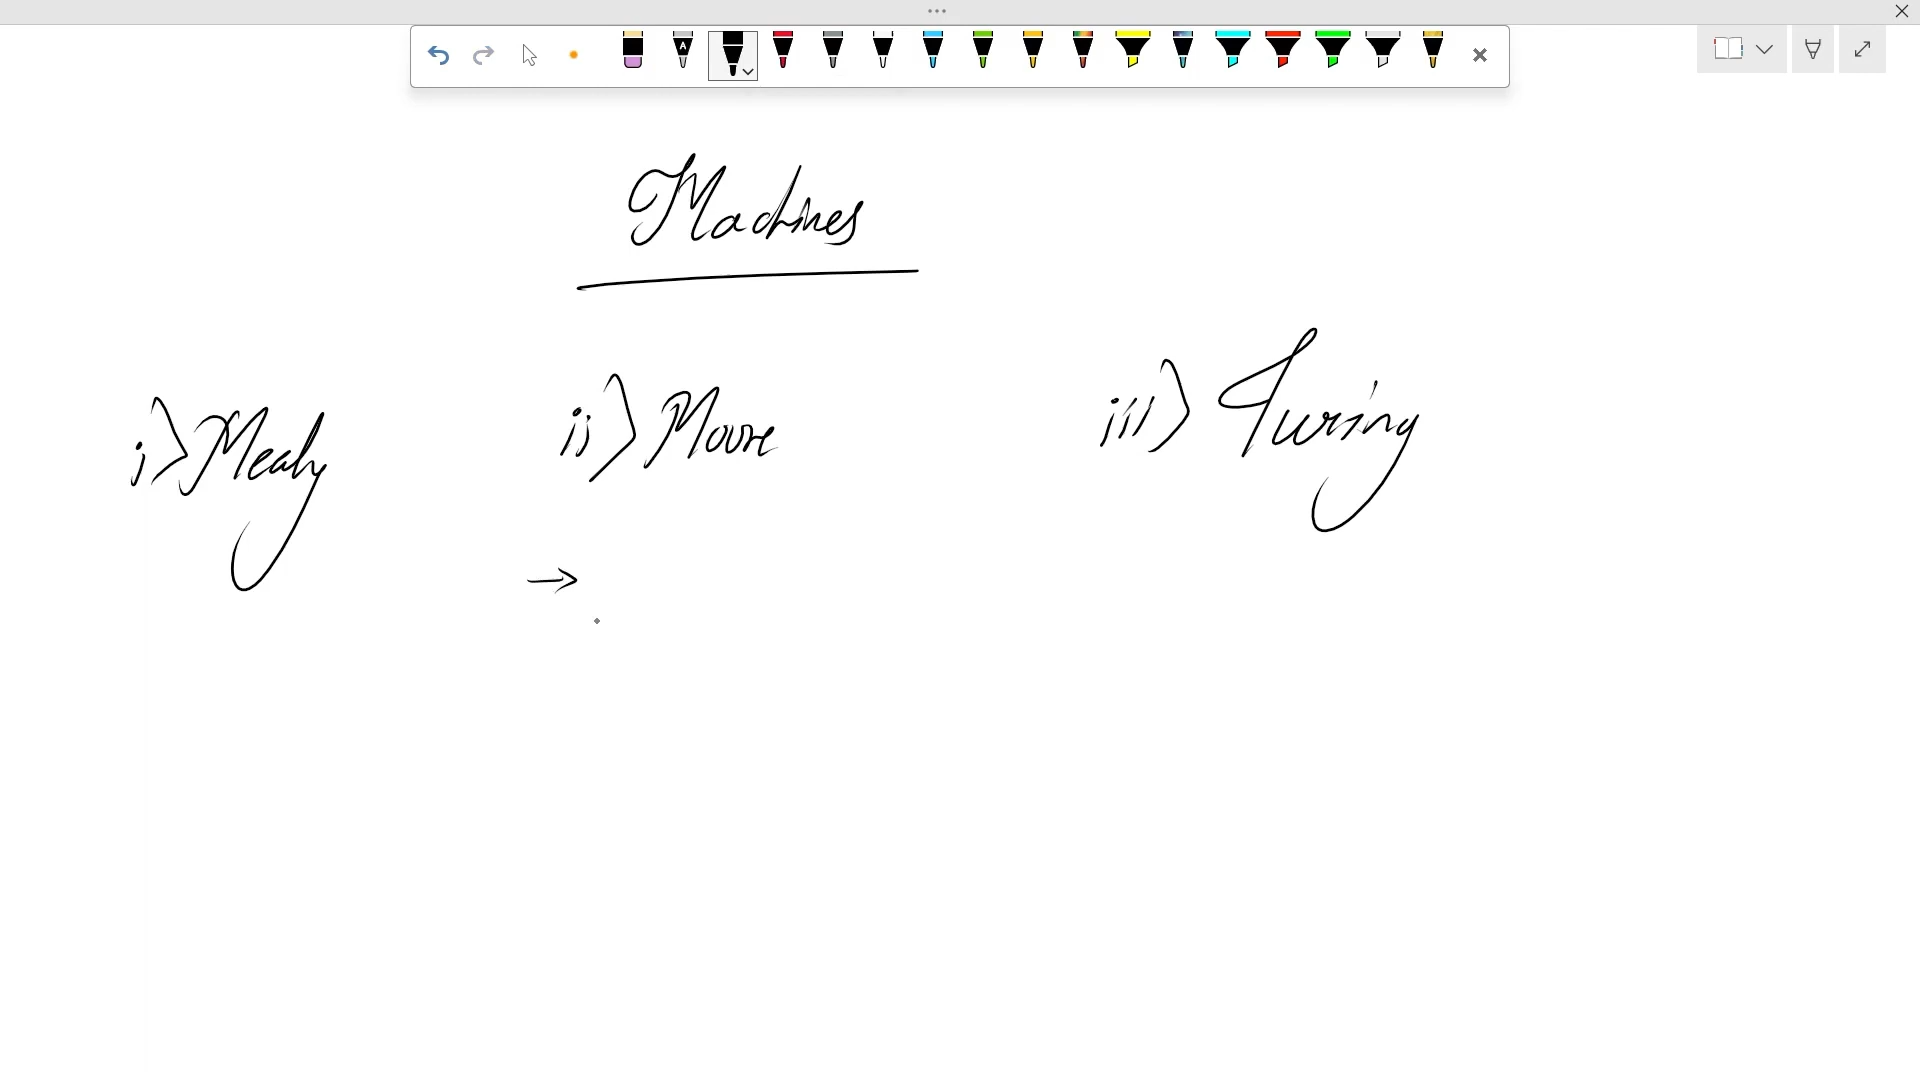 Machines
i) Mealy ii) Moore iii) Turing
→